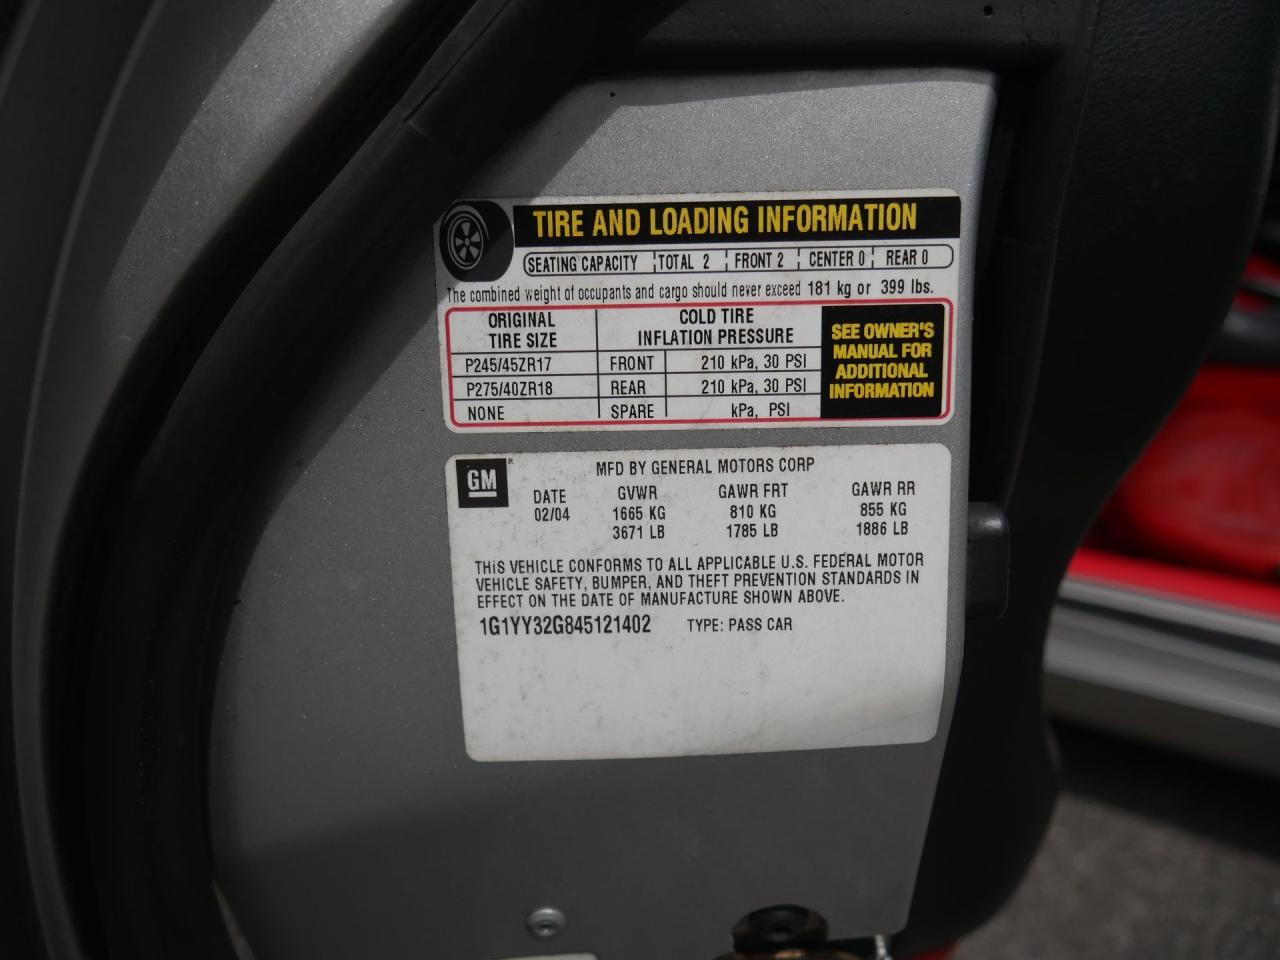 TIRE AND LOADING INFORMATION
SEATING CAPACITY TOTAL 2 FRONT 2 CENTER 0 REAR 0
The combined weight of occupants and cargo should never exceed 181 kg or 399 lbs.
ORIGINAL TIRE SIZE COLD TIRE INFLATION PRESSURE
P245/45ZR17 FRONT 210 kPa, 30 PSI
P275/40ZR18 REAR 210 kPa, 30 PSI
NONE SPARE kPa, PSI
SEE OWNER'S
MANUAL FOR
ADDITIONAL
INFORMATION
GM®
MFD BY GENERAL MOTORS CORP
DATE GVWR GAWR FRT GAWR RR
02/04 1665 KG 810 KG 855 KG
3671 LB 1785 LB 1886 LB
THIS VEHICLE CONFORMS TO ALL APPLICABLE U.S. FEDERAL MOTOR
VEHICLE SAFETY, BUMPER, AND THEFT PREVENTION STANDARDS IN
EFFECT ON THE DATE OF MANUFACTURE SHOWN ABOVE.
1G1YY32G845121402 TYPE: PASS CAR